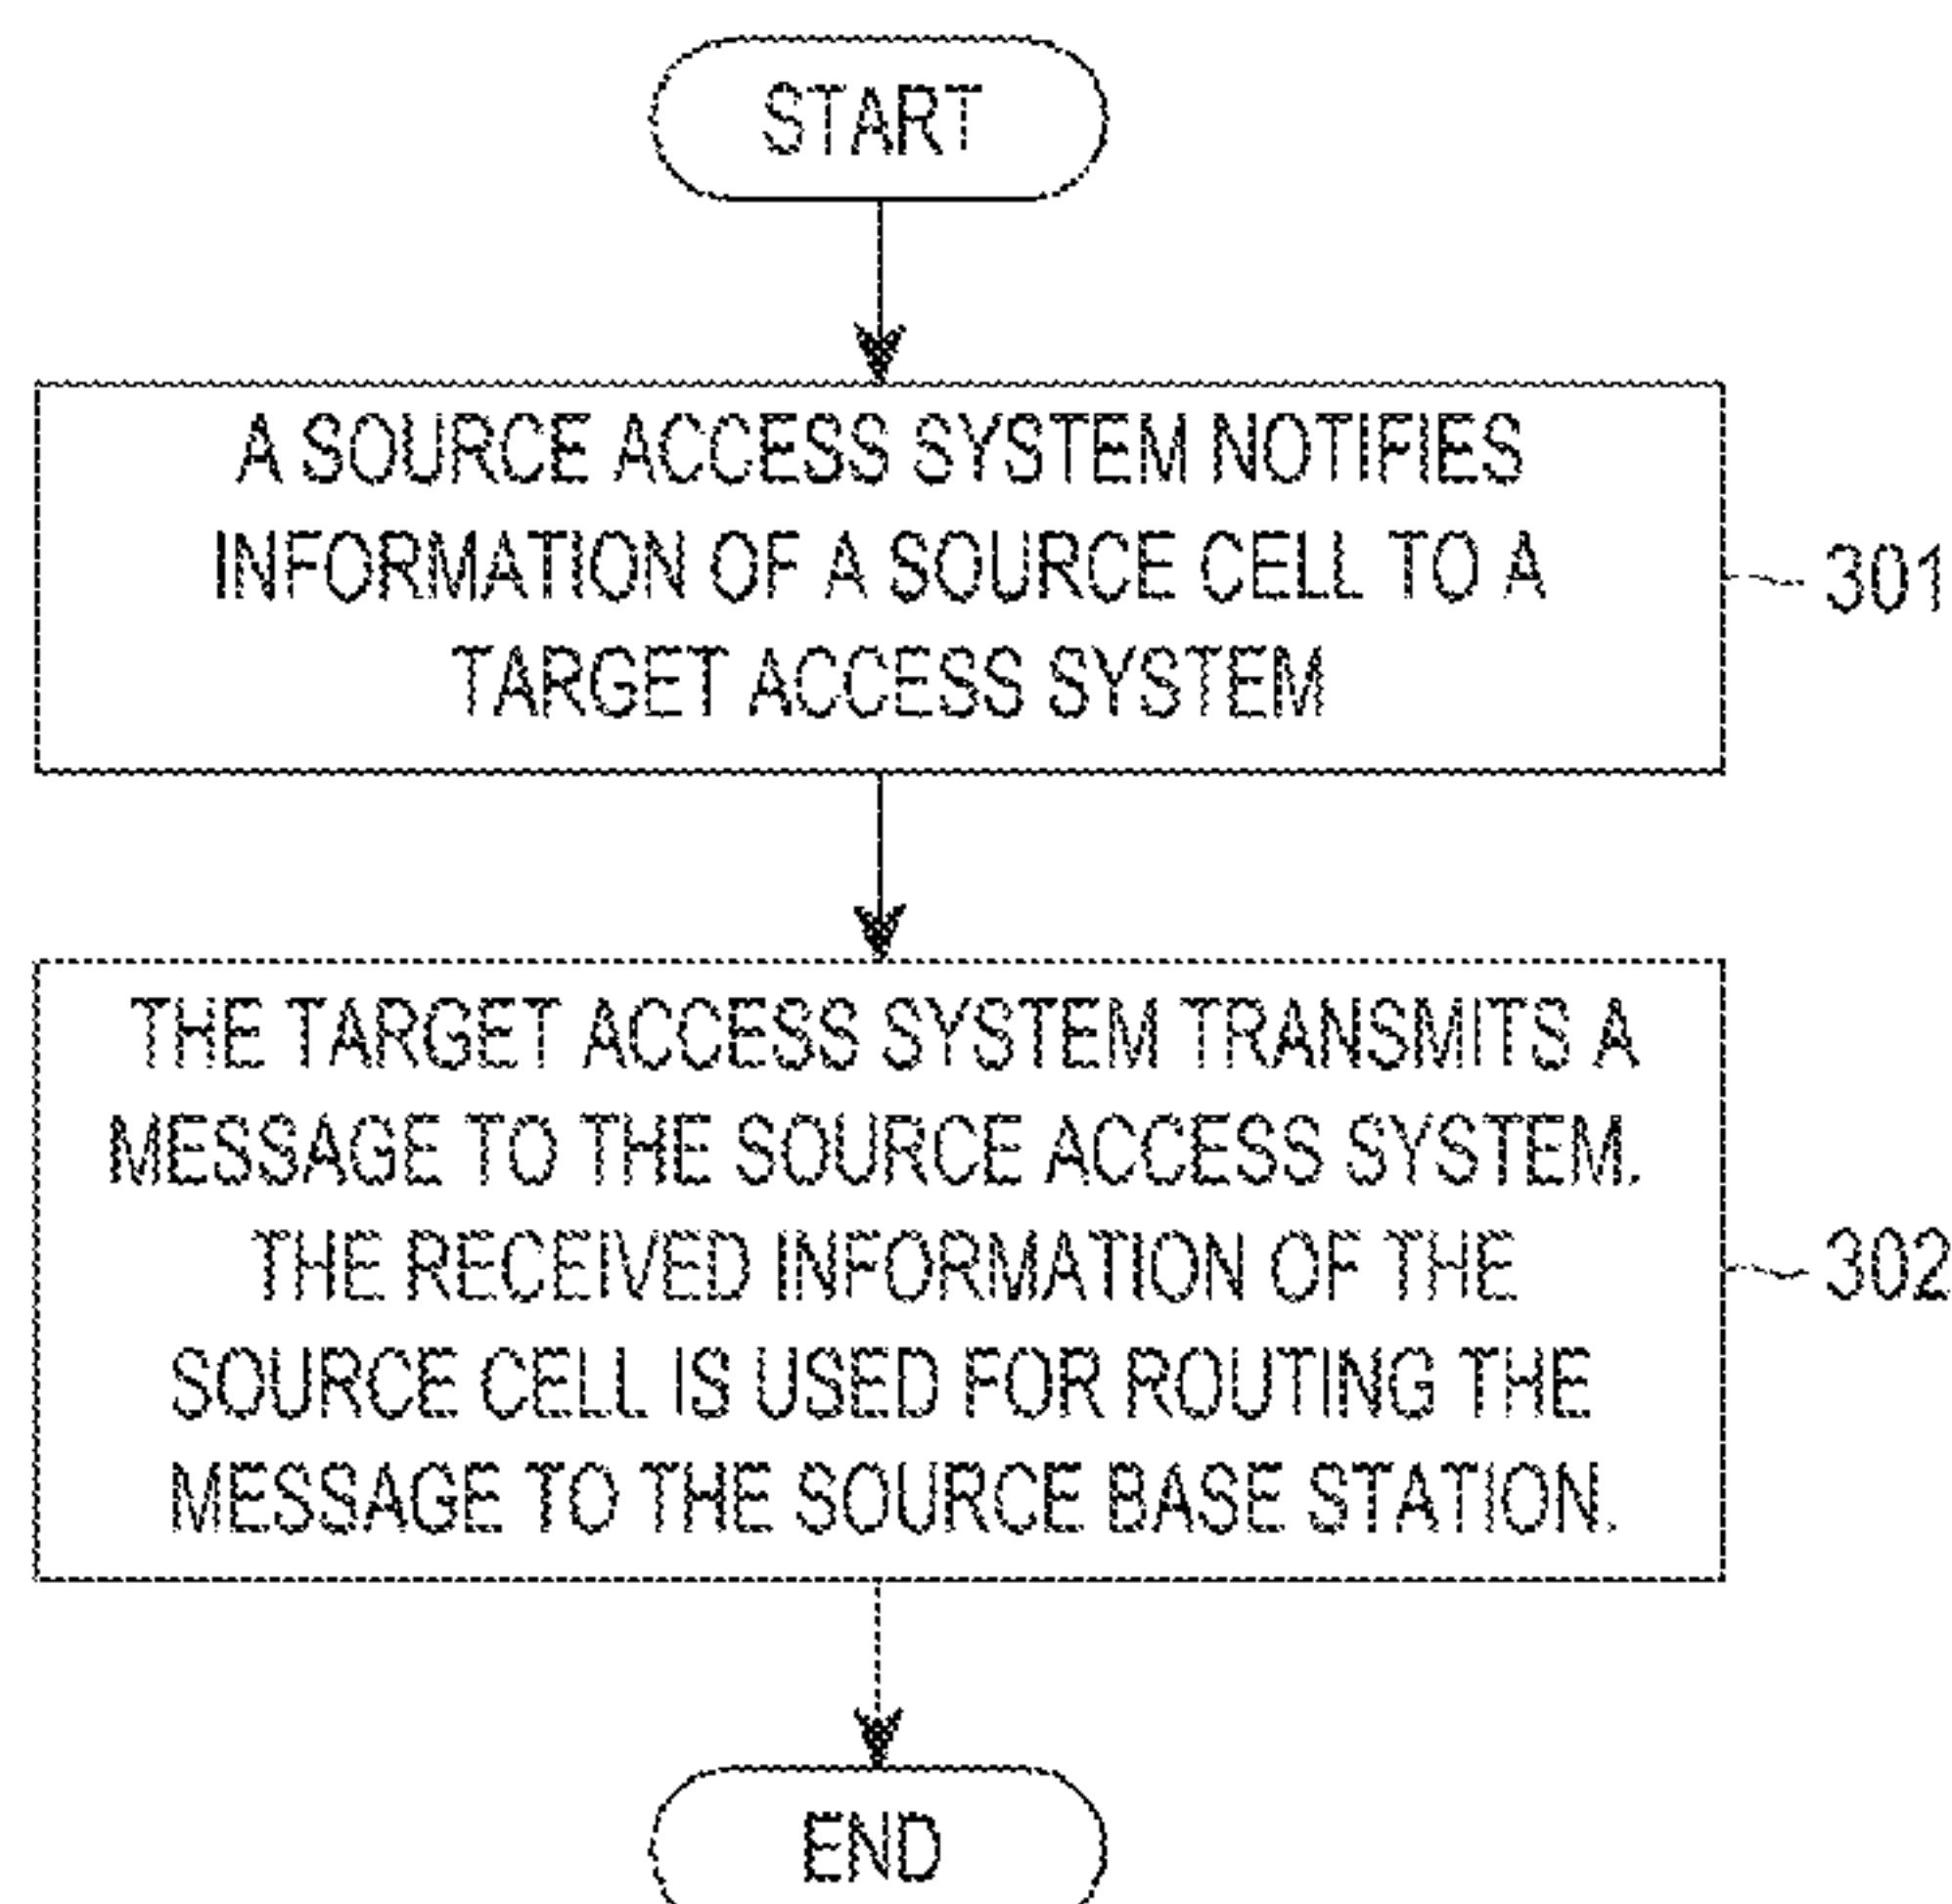 START
A SOURCE ACCESS SYSTEM NOTIFIES
INFORMATION OF A SOURCE CELL TO A
TARGET ACCESS SYSTEM
301
THE TARGET ACCESS SYSTEM TRANSMITS A
MESSAGE TO THE SOURCE ACCESS SYSTEM.
THE RECEIVED INFORMATION OF THE
SOURCE CELL IS USED FOR ROUTING THE
MESSAGE TO THE SOURCE BASE STATION.
302
END